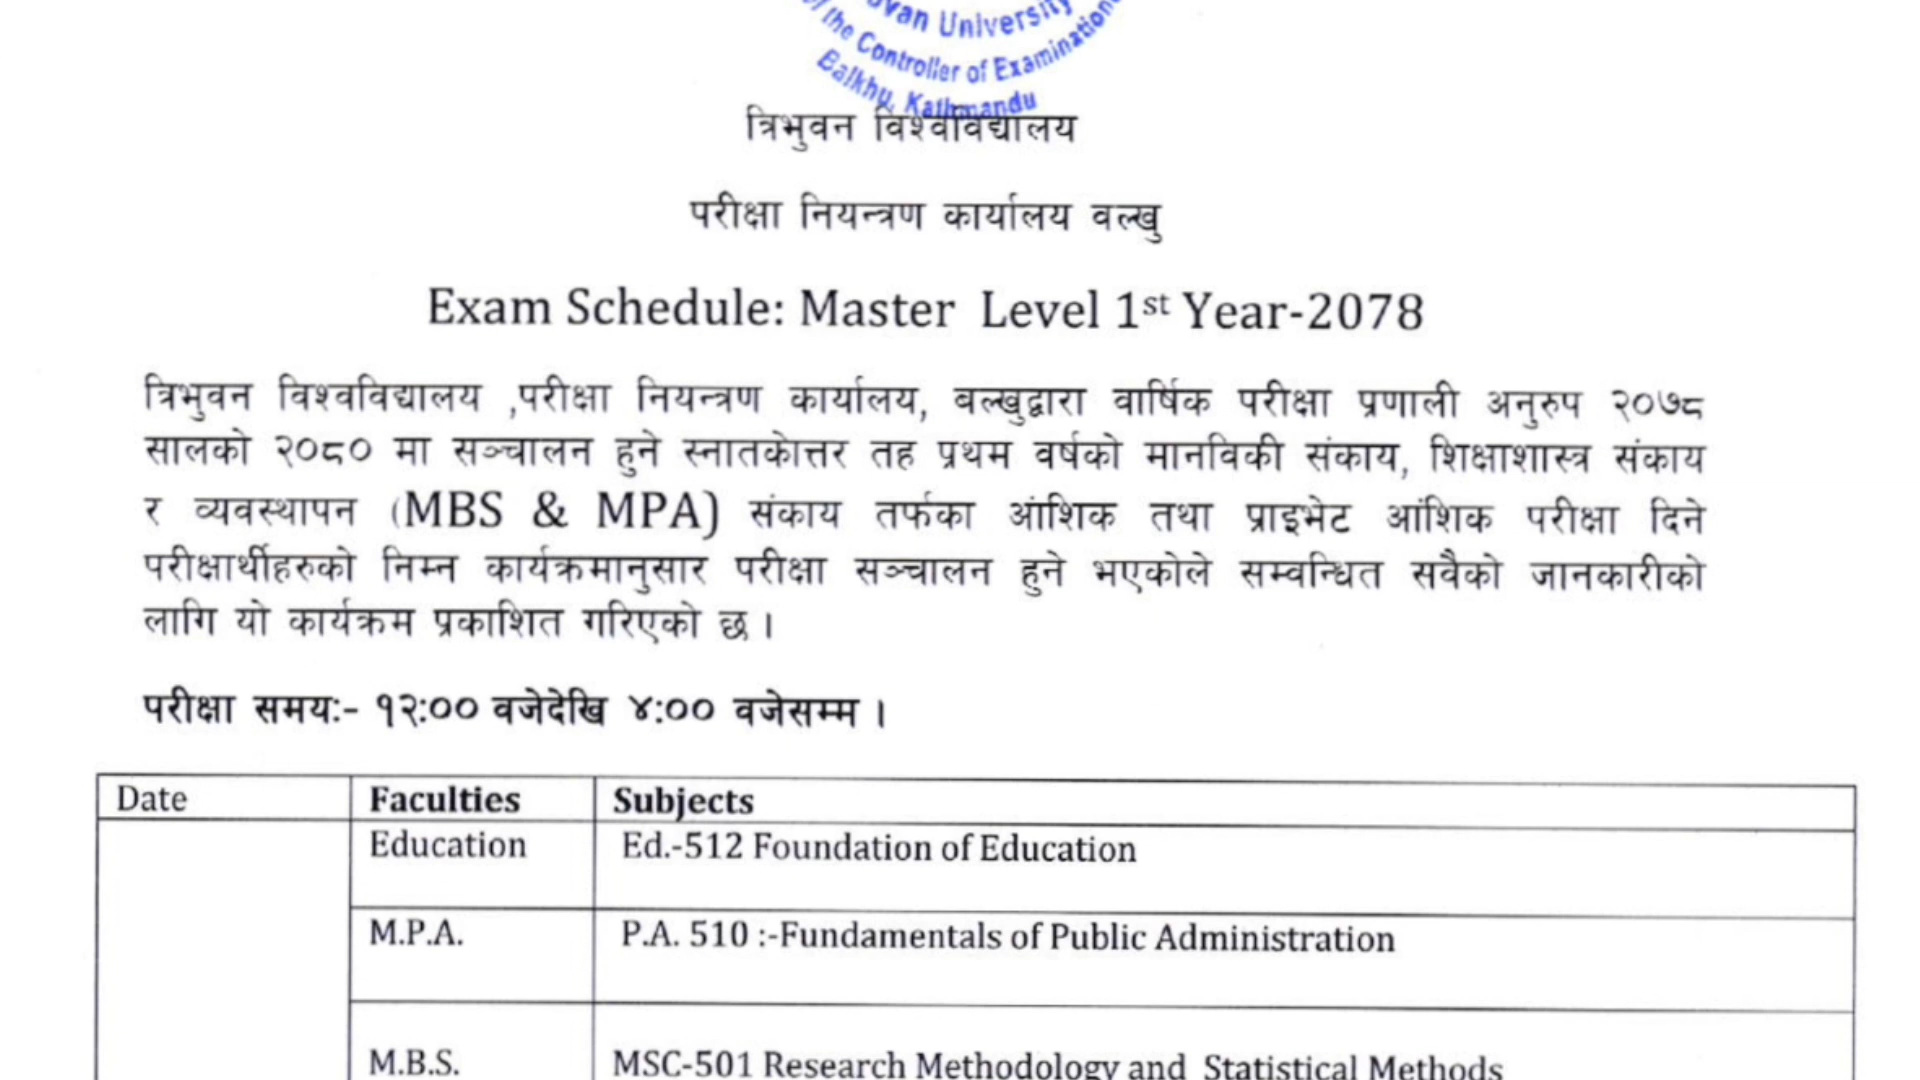 van University
of the Controller of Examination
Balkhu, Kathmandu
त्रिभुवन विश्वविद्यालय
परीक्षा नियन्त्रण कार्यालय वल्खु
Exam Schedule: Master Level 1st Year-2078
त्रिभुवन विश्वविद्यालय ,परीक्षा नियन्त्रण कार्यालय, बल्खुद्वारा वार्षिक परीक्षा प्रणाली अनुरुप २०७८
सालको २०८० मा सञ्चालन हुने स्नातकोत्तर तह प्रथम वर्षको मानविकी संकाय, शिक्षाशास्त्र संकाय
र व्यवस्थापन (MBS & MPA) संकाय तर्फका आंशिक तथा प्राइभेट आंशिक परीक्षा दिने
परीक्षार्थीहरुको निम्न कार्यक्रमानुसार परीक्षा सञ्चालन हुने भएकोले सम्वन्धित सवैको जानकारीको
लागि यो कार्यक्रम प्रकाशित गरिएको छ ।
परीक्षा समय:- १२:०० वजेदेखि ४:०० वजेसम्म ।
Date Faculties Subjects
Education Ed.-512 Foundation of Education
M.P.A. P.A. 510 :-Fundamentals of Public Administration
M.B.S. MSC-501 Research Methodology and Statistical Methods